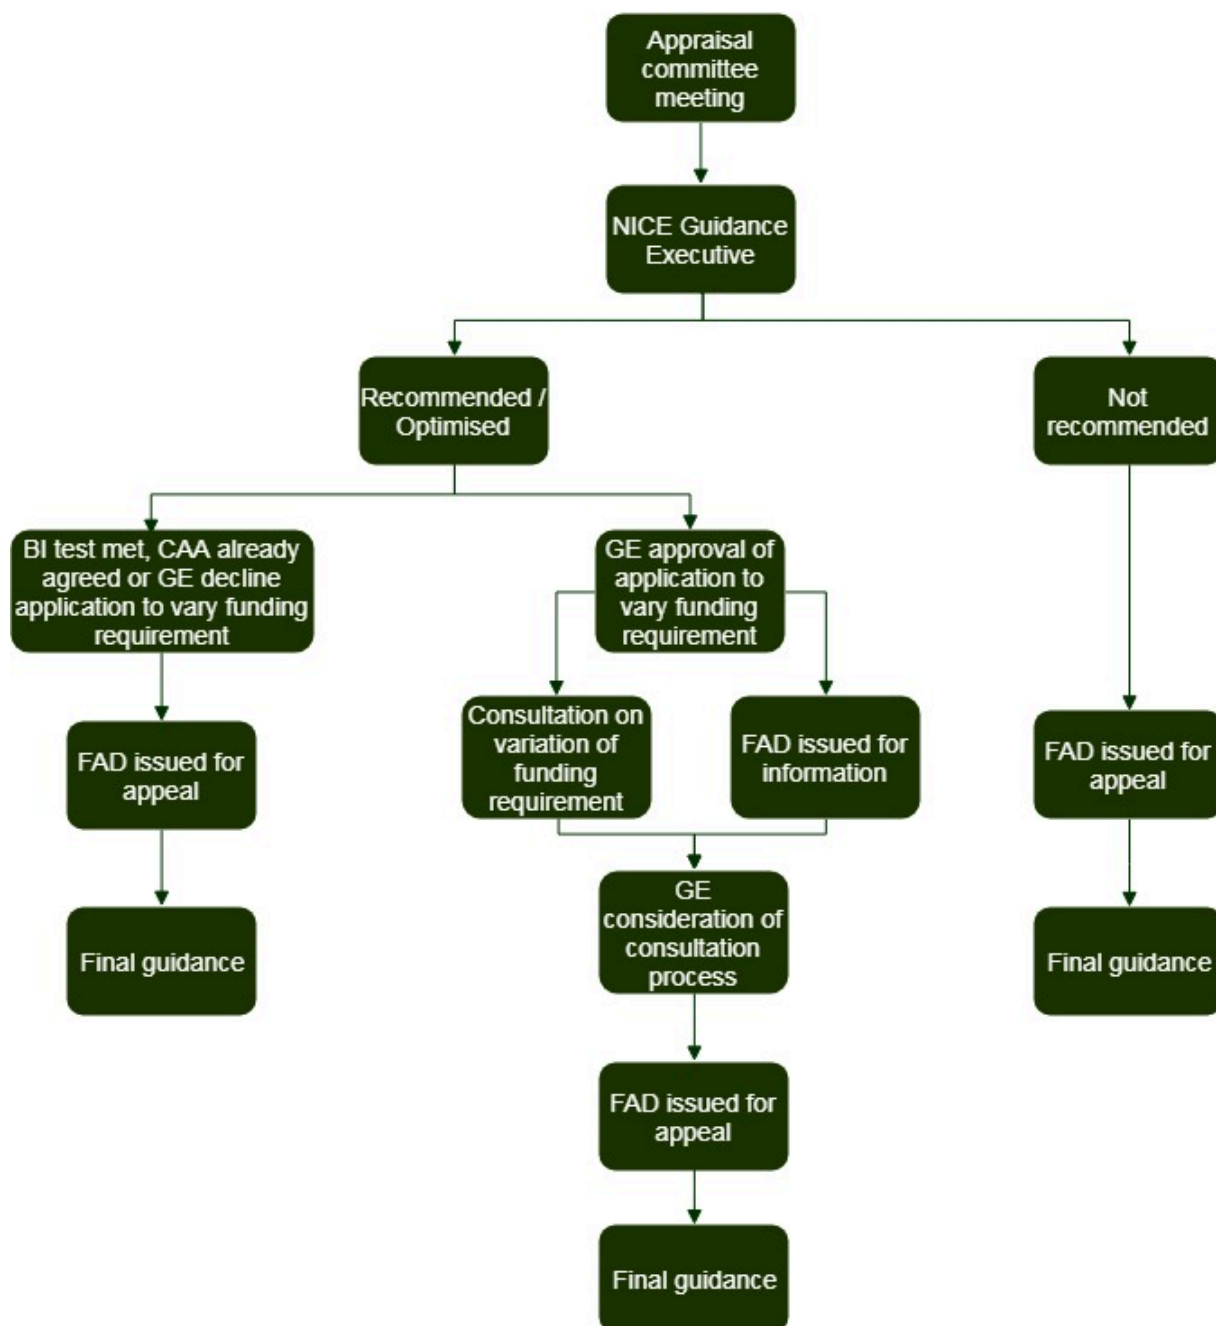 Appraisal
committee
meeting
NICE Guidance
Executive
Recommended /
Optimised
Not
recommended
BI test met, CAA already
agreed or GE decline
application to vary funding
requirement
GE approval of
application to
vary funding
requirement
FAD issued for
appeal
Consultation on
variation of
funding
requirement
FAD issued for
information
FAD issued for
appeal
Final guidance
GE
consideration of
consultation
process
Final guidance
FAD issued for
appeal
Final guidance